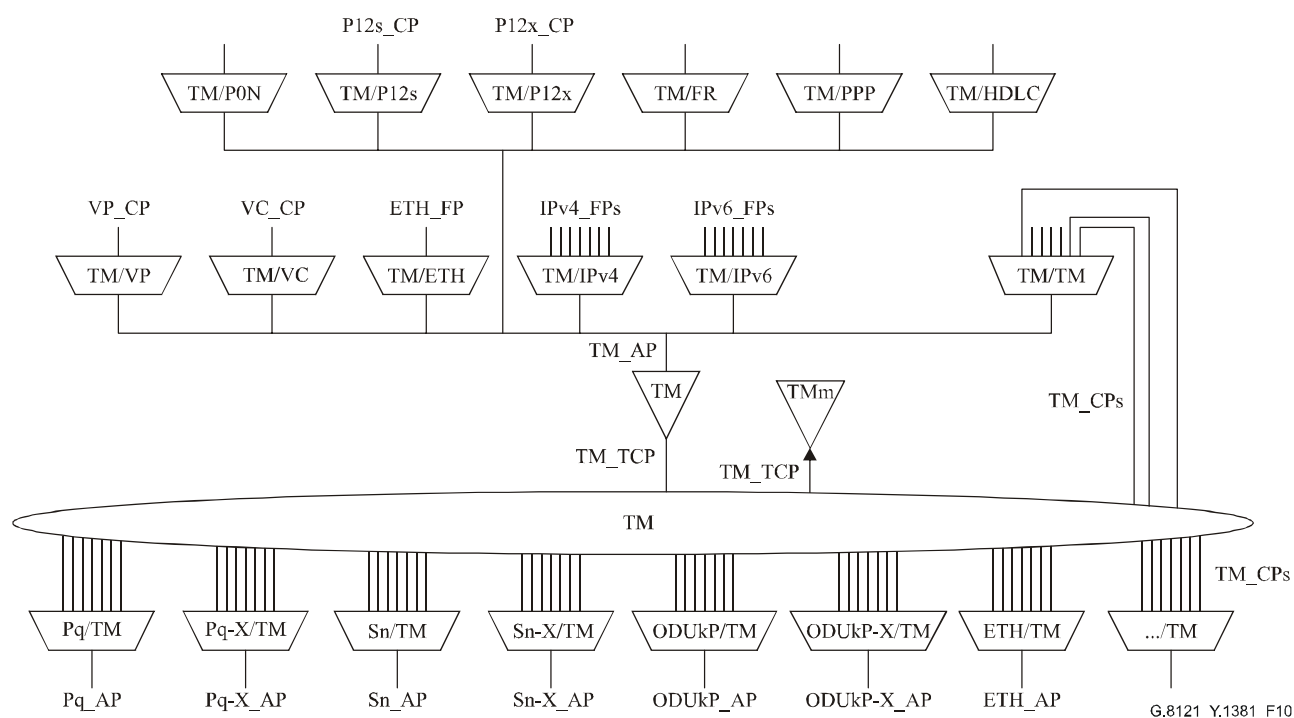 P12s_CP P12x_CP
TM/P0N TM/P12s TM/P12x TM/FR TM/PPP TM/HDLC
VP_CP VC_CP ETH_FP IPv4_FPs IPv6_FPs
TM/VP TM/VC TM/ETH TM/IPv4 TM/IPv6 TM/TM
TM_AP
TM TMm
TM_CPs
TM_TCP TM_TCP
TM
TM_CPs
Pq/TM Pq-X/TM Sn/TM Sn-X/TM ODUkP/TM ODUkP-X/TM ETH/TM .../TM
Pq_AP Pq-X_AP Sn_AP Sn-X_AP ODUkP_AP ODUkP-X_AP ETH_AP
G.8121_Y.1381_F10